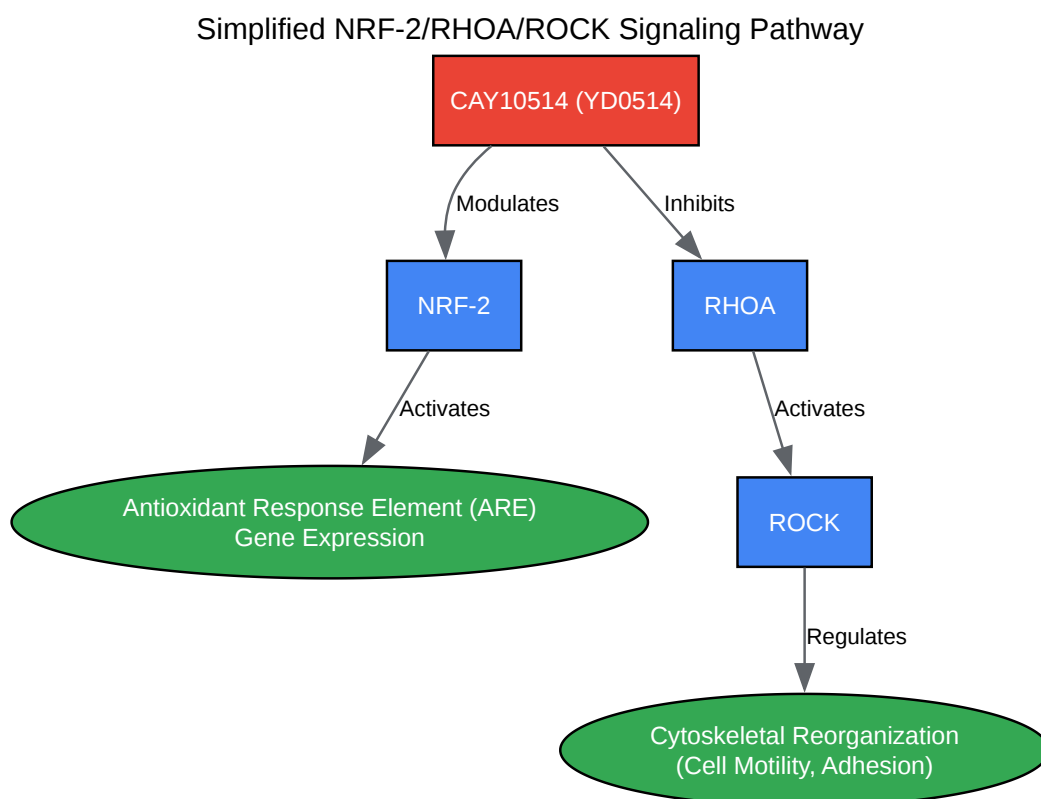 Simplified NRF-2/RHOA/ROCK Signaling Pathway
CAY10514 (YD0514)
Modulates
Inhibits
NRF-2
RHOA
Activates
Activates
Antioxidant Response Element (ARE)
Gene Expression
ROCK
Regulates
Cytoskeletal Reorganization
(Cell Motility, Adhesion)